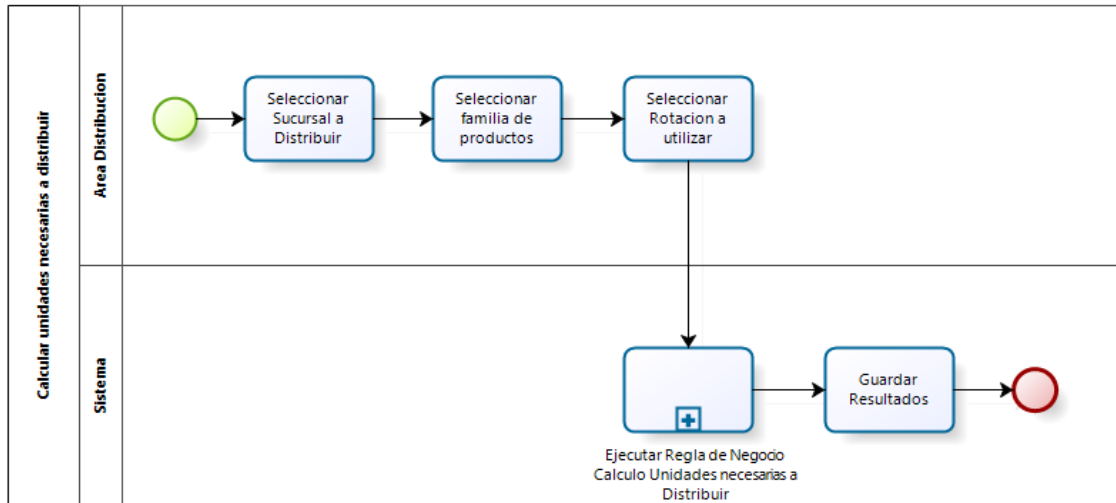 Calcular unidades necesarias a distribuir
Area Distribucion
Seleccionar
Sucursal a
Distribuir
Seleccionar
familia de
productos
Seleccionar
Rotacion a
utilizar
Sistema
Ejecutar Regla de Negocio
Calculo Unidades necesarias a
Distribuir
Guardar
Resultados